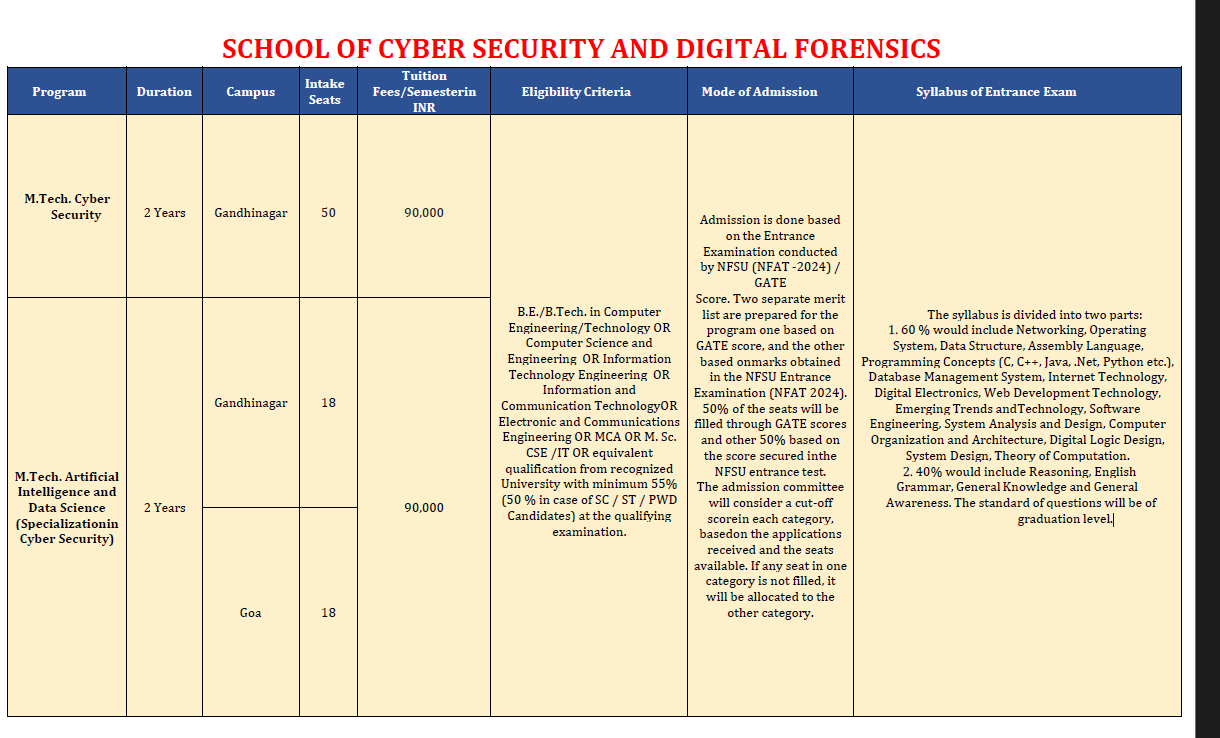 SCHOOL OF CYBER SECURITY AND DIGITAL FORENSICS
Program
Duration
Campus
Intake
Seats
Tuition
Fees/Semesterin
INR
Eligibility Criteria
Mode of Admission
Syllabus of Entrance Exam
M.Tech. Cyber
Security
2 Years
Gandhinagar
50
90,000
M.Tech. Artificial
Intelligence and
Data Science
(Specializationin
Cyber Security)
2 Years
Gandhinagar
18
Goa
18
90,000
B.E./B.Tech. in Computer
Engineering/Technology OR
Computer Science and
Engineering OR Information
Technology Engineering OR
Information and
Communication TechnologyOR
Electronic and Communications
Engineering OR MCA OR M. Sc.
CSE /IT OR equivalent
qualification from recognized
University with minimum 55%
(50 % in case of SC / ST / PWD
Candidates) at the qualifying
examination.
Admission is done based
on the Entrance
Examination conducted
by NFSU (NFAT -2024) /
GATE
Score. Two separate merit
list are prepared for the
program one based on
GATE score, and the other
based onmarks obtained
in the NFSU Entrance
Examination (NFAT 2024).
50% of the seats will be
filled through GATE scores
and other 50% based on
the score secured inthe
NFSU entrance test.
The admission committee
will consider a cut-off
scorein each category,
basedon the applications
received and the seats
available. If any seat in one
category is not filled, it
will be allocated to the
other category.
The syllabus is divided into two parts:
1. 60 % would include Networking, Operating
System, Data Structure, Assembly Language,
Programming Concepts (C, C++, Java, .Net, Python etc.),
Database Management System, Internet Technology,
Digital Electronics, Web Development Technology,
Emerging Trends andTechnology, Software
Engineering, System Analysis and Design, Computer
Organization and Architecture, Digital Logic Design,
System Design, Theory of Computation.
2. 40% would include Reasoning, English
Grammar, General Knowledge and General
Awareness. The standard of questions will be of
graduation level.